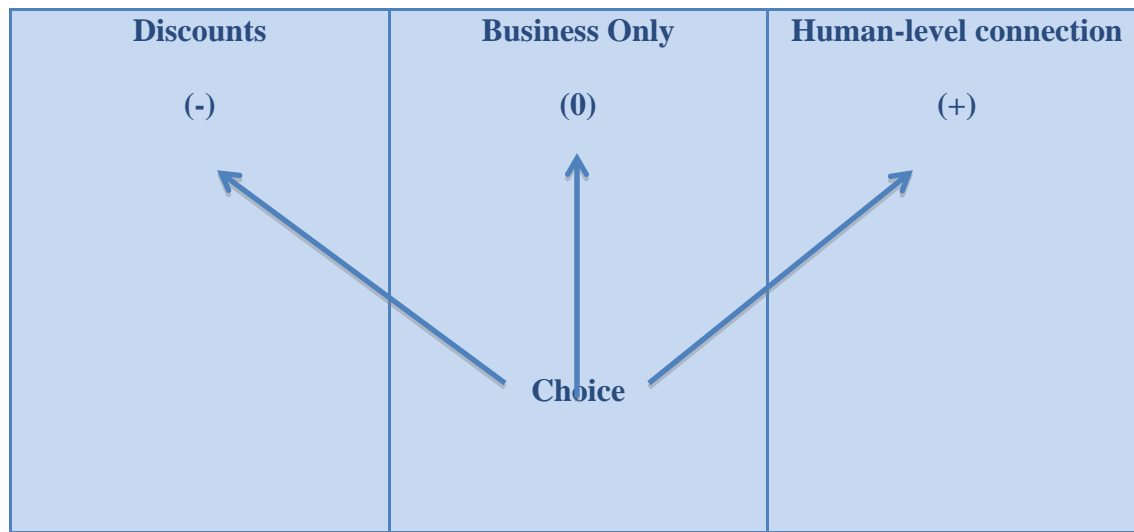 Discounts
(-)
Business Only
(0)
Human-level connection
(+)
Choice